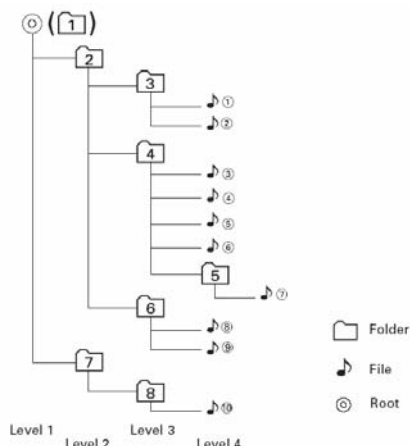 (1)
2
3
①
②
4
③
④
⑤
⑥
5
⑦
6
⑧
⑨
7
8
⑩
Folder
File
Root
Level 1
Level 2
Level 3
Level 4